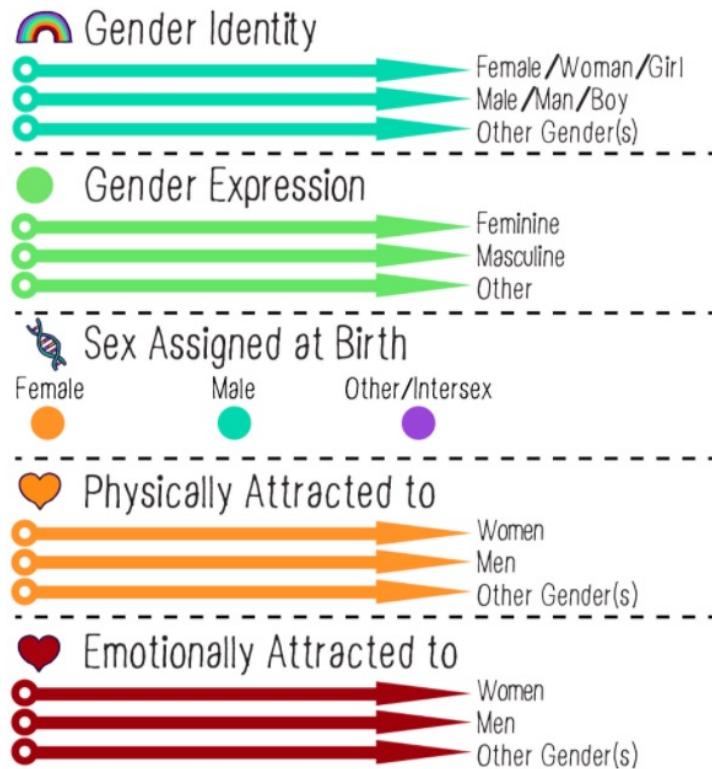 Gender Identity
Female/Woman/Girl
Male/Man/Boy
Other Gender(s)
Gender Expression
Feminine
Masculine
Other
Sex Assigned at Birth
Female Male Other/Intersex
Physically Attracted to
Women
Men
Other Gender(s)
Emotionally Attracted to
Women
Men
Other Gender(s)